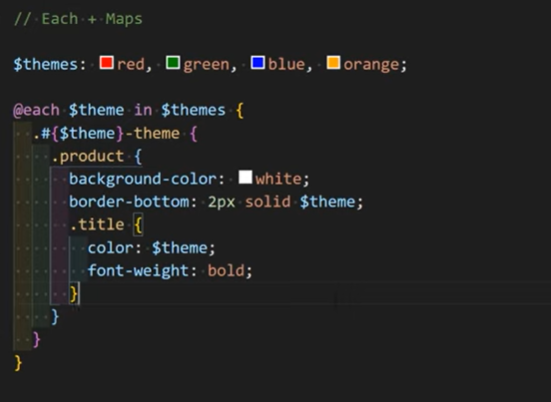 // Each + Maps
$themes: red, green, blue, orange;
@each $theme in $themes {
.#{$theme}-theme {
.product {
background-color: white;
border-bottom: 2px solid $theme;
.title {
color: $theme;
font-weight: bold;
}
}
}
}